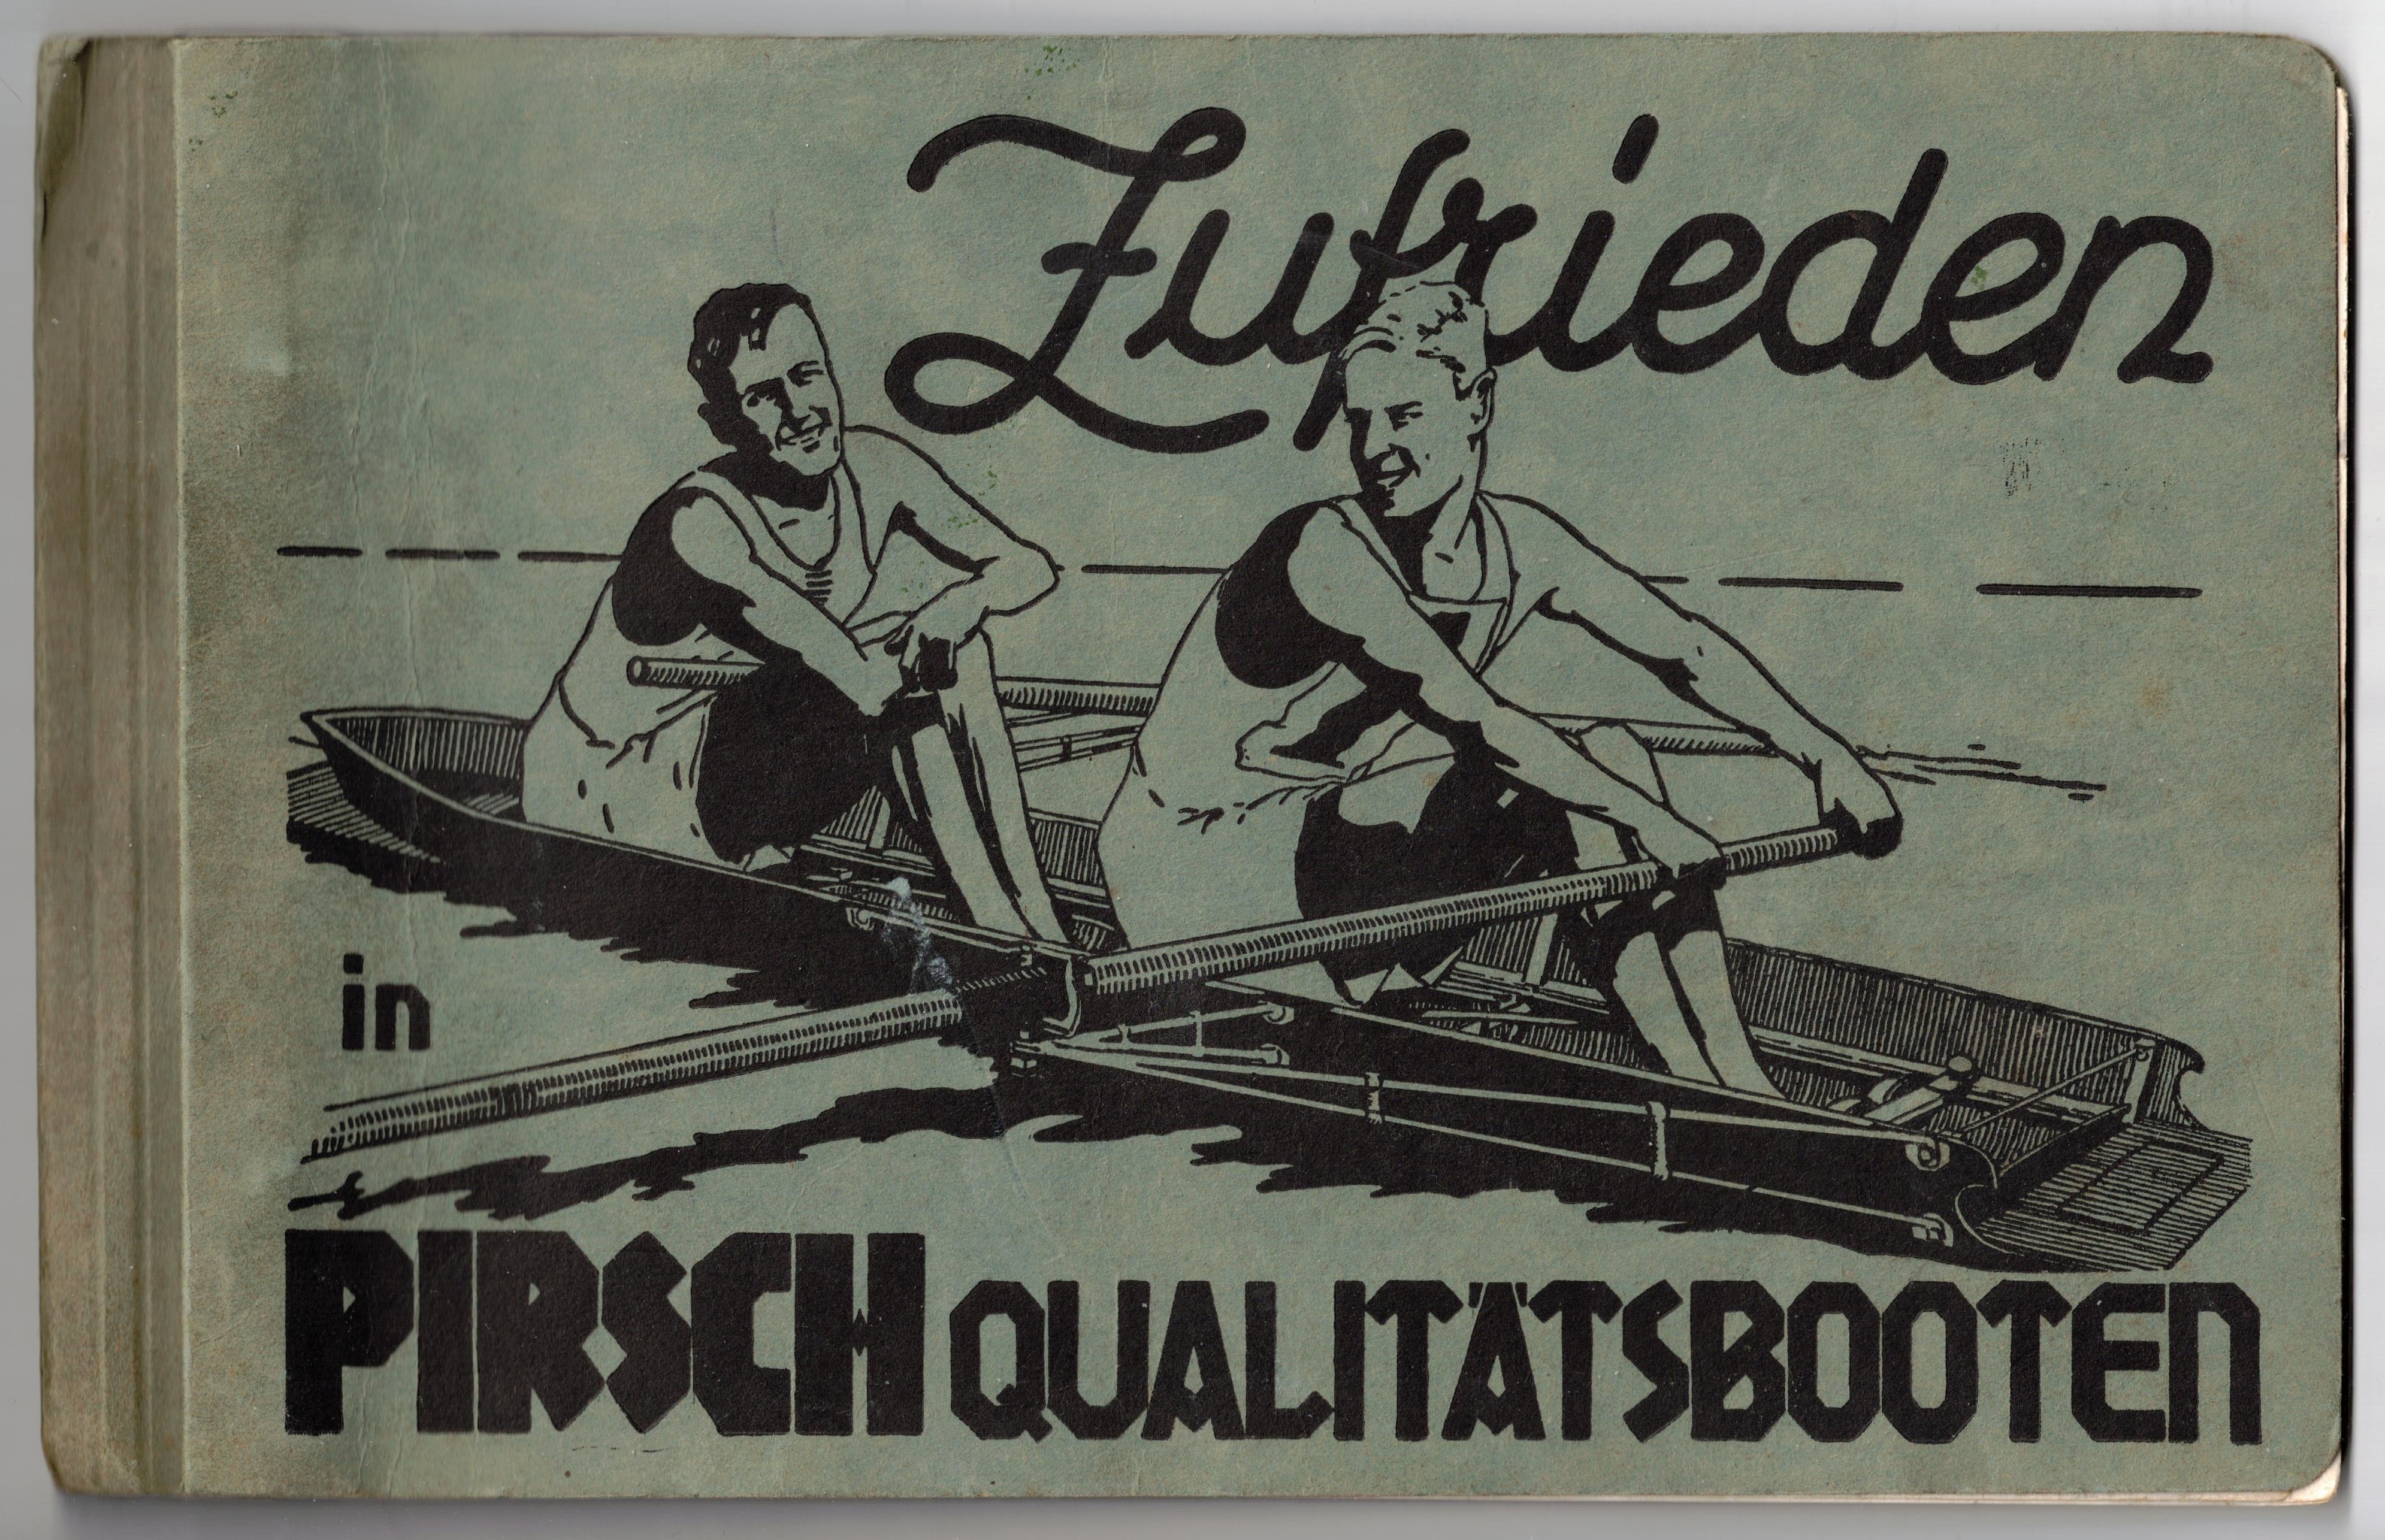 Zufrieden
in
PIRSCH QUALITÄTSBOOTEN